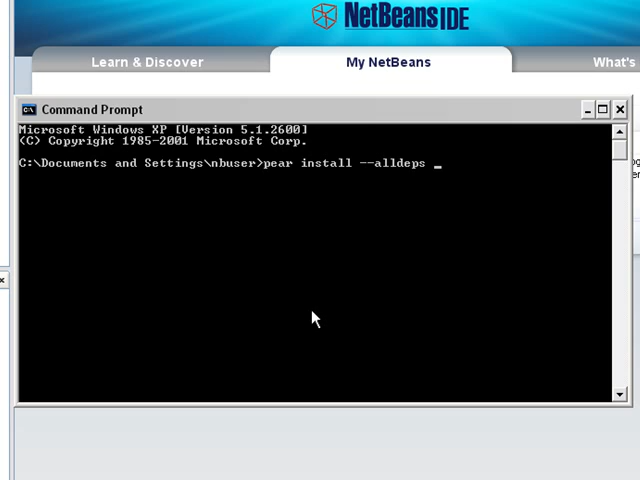 NetBeans IDE
Learn & Discover
My NetBeans
What's
Command Prompt
Microsoft Windows XP [Version 5.1.2600]
(C) Copyright 1985-2001 Microsoft Corp.
C:\Documents and Settings\nbuser>pear install --alldeps _